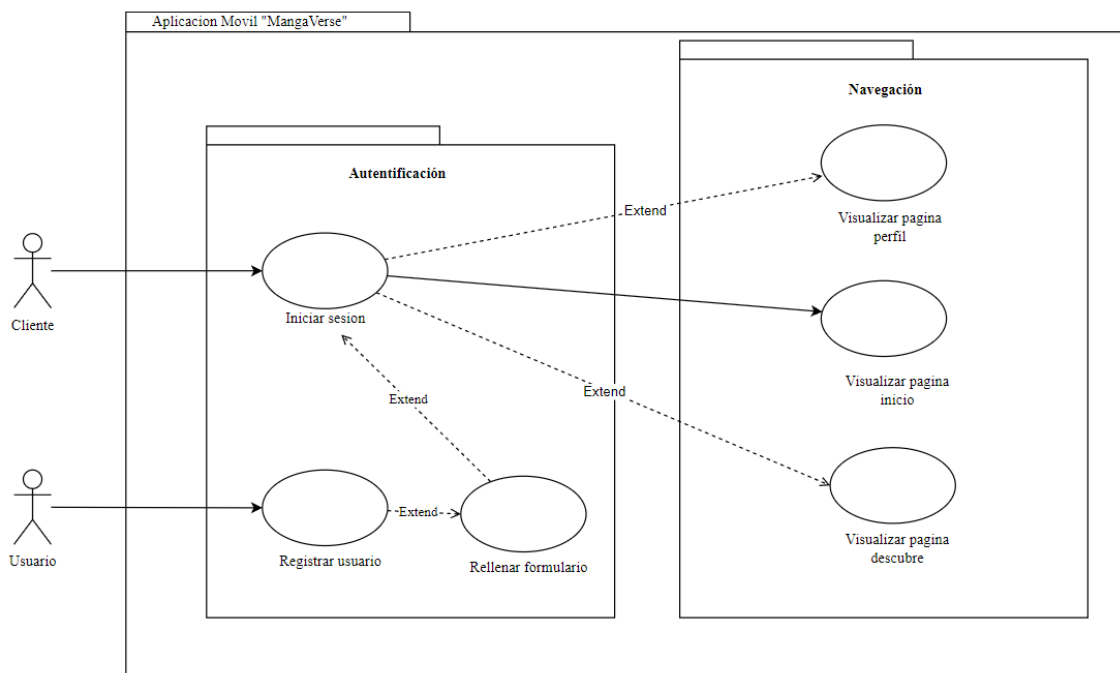 Aplicacion Movil "MangaVerse"
Navegación
Autentificación
Extend
Visualizar pagina
perfil
Cliente
Iniciar sesion
Visualizar pagina
inicio
Extend
Extend
Extend
Visualizar pagina
descubre
Usuario
Registrar usuario
Rellenar formulario